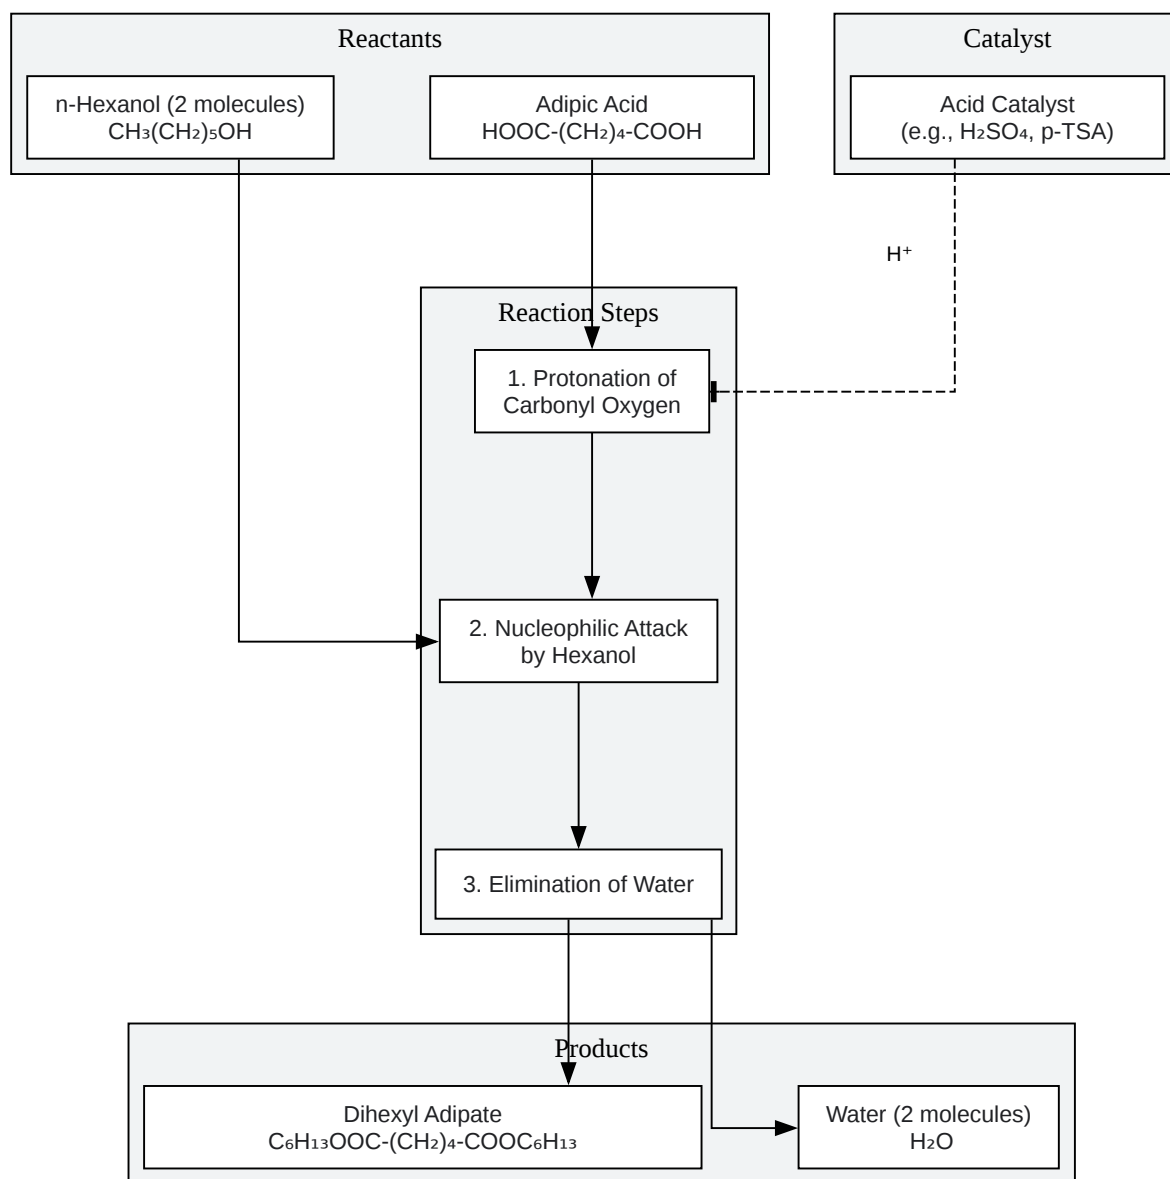 Reactants
Catalyst
n-Hexanol (2 molecules)
CH₃(CH₂)₅OH
Adipic Acid
HOOC-(CH₂)₄-COOH
Acid Catalyst
(e.g., H₂SO₄, p-TSA)
H⁺
Reaction Steps
1. Protonation of
Carbonyl Oxygen
2. Nucleophilic Attack
by Hexanol
3. Elimination of Water
Products
Dihexyl Adipate
C₆H₁₃OOC-(CH₂)₄-COOC₆H₁₃
Water (2 molecules)
H₂O